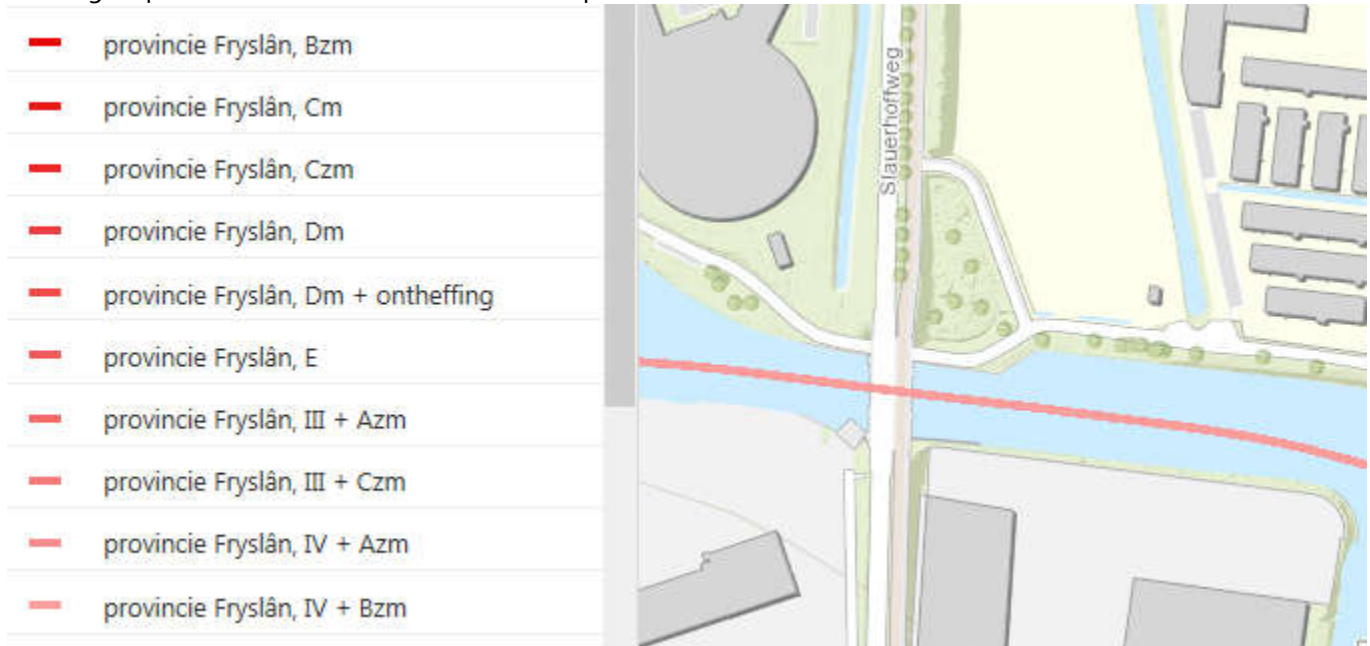 provincie Fryslân, Bzm
provincie Fryslân, Cm
provincie Fryslân, Czm
provincie Fryslân, Dm
provincie Fryslân, Dm + ontheffing
provincie Fryslân, E
provincie Fryslân, III + Azm
provincie Fryslân, III + Czm
provincie Fryslân, IV + Azm
provincie Fryslân, IV + Bzm
Slauerhoffweg